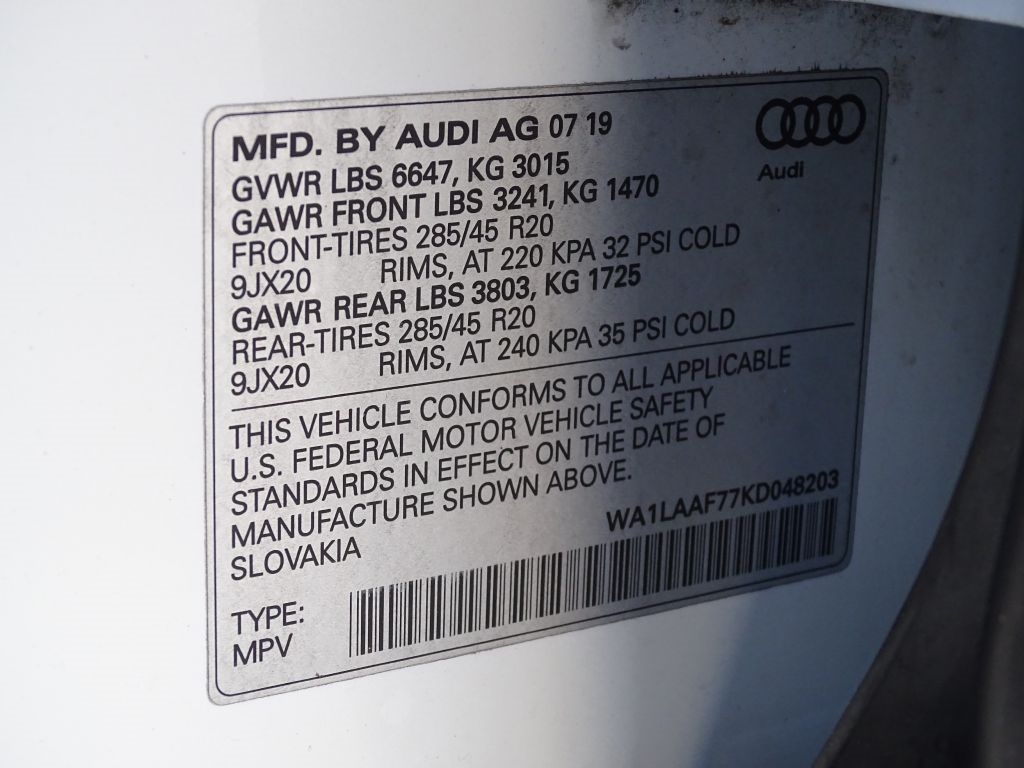 MFD. BY AUDI AG 07 19
Audi
GVWR LBS 6647, KG 3015
GAWR FRONT LBS 3241, KG 1470
FRONT-TIRES 285/45 R20
9JX20 RIMS, AT 220 KPA 32 PSI COLD
GAWR REAR LBS 3803, KG 1725
REAR-TIRES 285/45 R20
9JX20 RIMS, AT 240 KPA 35 PSI COLD
THIS VEHICLE CONFORMS TO ALL APPLICABLE
U.S. FEDERAL MOTOR VEHICLE SAFETY
STANDARDS IN EFFECT ON THE DATE OF
MANUFACTURE SHOWN ABOVE.
SLOVAKIA
WA1LAAF77KD048203
TYPE:
MPV